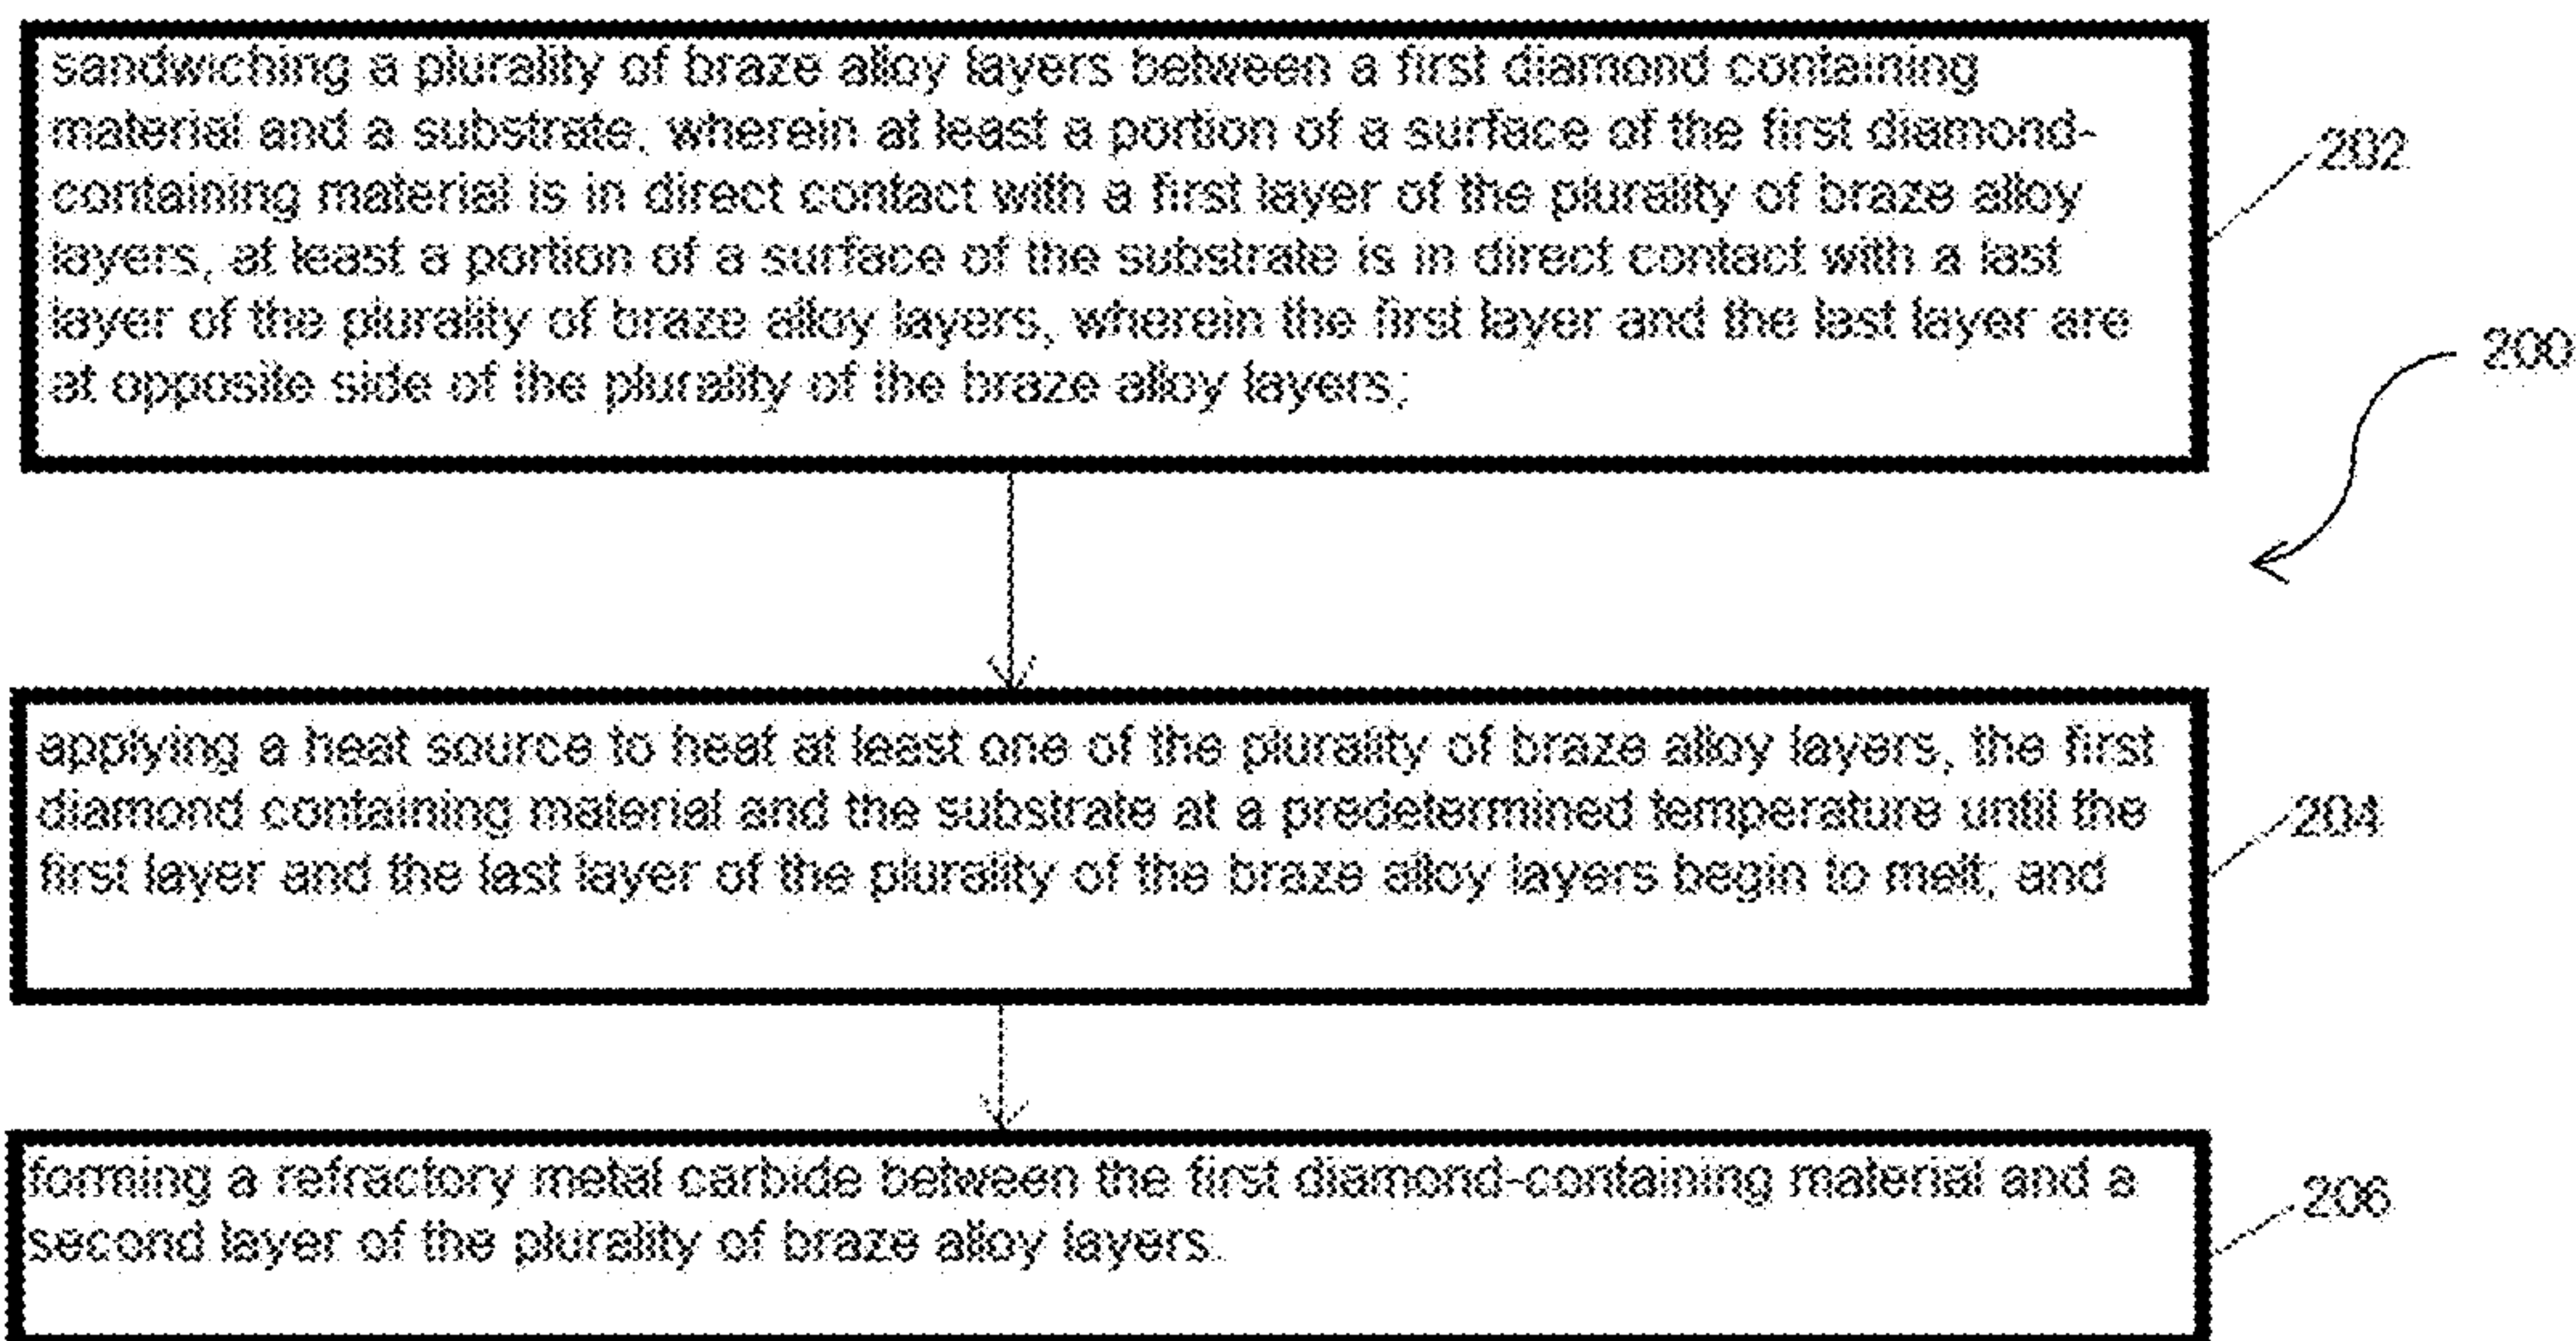 sandwiching a plurality of braze alloy layers between a first diamond containing
material and a substrate, wherein at least a portion of a surface of the first diamond-
containing material is in direct contact with a first layer of the plurality of braze alloy
layers, at least a portion of a surface of the substrate is in direct contact with a last
layer of the plurality of braze alloy layers, wherein the first layer and the last layer are
at opposite side of the plurality of the braze alloy layers;
202
200
applying a heat source to heat at least one of the plurality of braze alloy layers, the first
diamond containing material and the substrate at a predetermined temperature until the
first layer and the last layer of the plurality of the braze alloy layers begin to melt; and
204
forming a refractory metal carbide between the first diamond-containing material and a
second layer of the plurality of braze alloy layers.
206